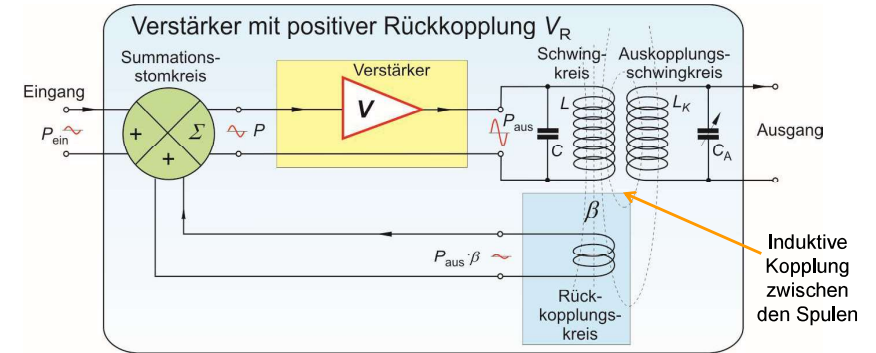 Verstärker mit positiver Rückkopplung V_R
Summations-
stomkreis
Verstärker
Schwing-
kreis
Auskopplungs-
schwingkreis
Eingang
P_ein
+
Σ
+
+
P
V
P_aus
C
L
L_K
C_A
Ausgang
β
P_aus·β
Rück-
kopplungs-
kreis
Induktive
Kopplung
zwischen
den Spulen